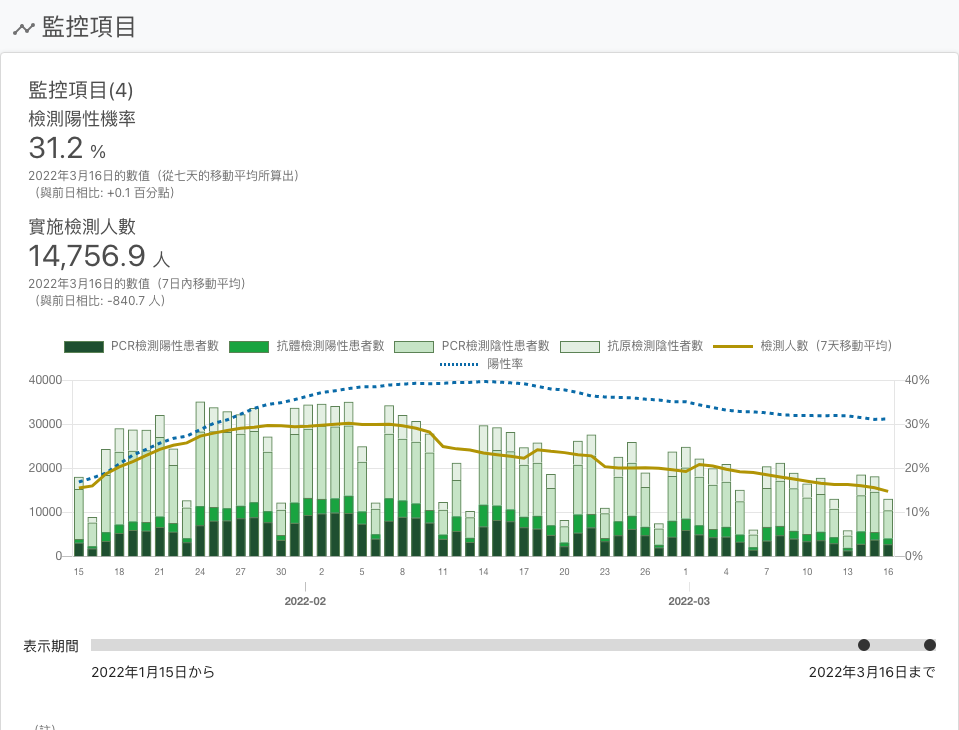 監控項目
監控項目(4)
檢測陽性機率
31.2 %
2022年3月16日的數值（從七天的移動平均所算出）
（與前日相比: +0.1 百分點）
實施檢測人數
14,756.9 人
2022年3月16日的數值（7日內移動平均）
（與前日相比: -840.7 人）
PCR檢測陽性患者數 抗體檢測陽性患者數 PCR檢測陰性患者數 抗原檢測陰性者數 檢測人數（7天移動平均）
陽性率
40000 40%
30000 30%
20000 20%
10000 10%
0 0%
15 18 21 24 27 30 2 5 8 11 14 17 20 23 26 1 4 7 10 13 16
2022-02 2022-03
表示期間
2022年1月15日から 2022年3月16日まで
（註）